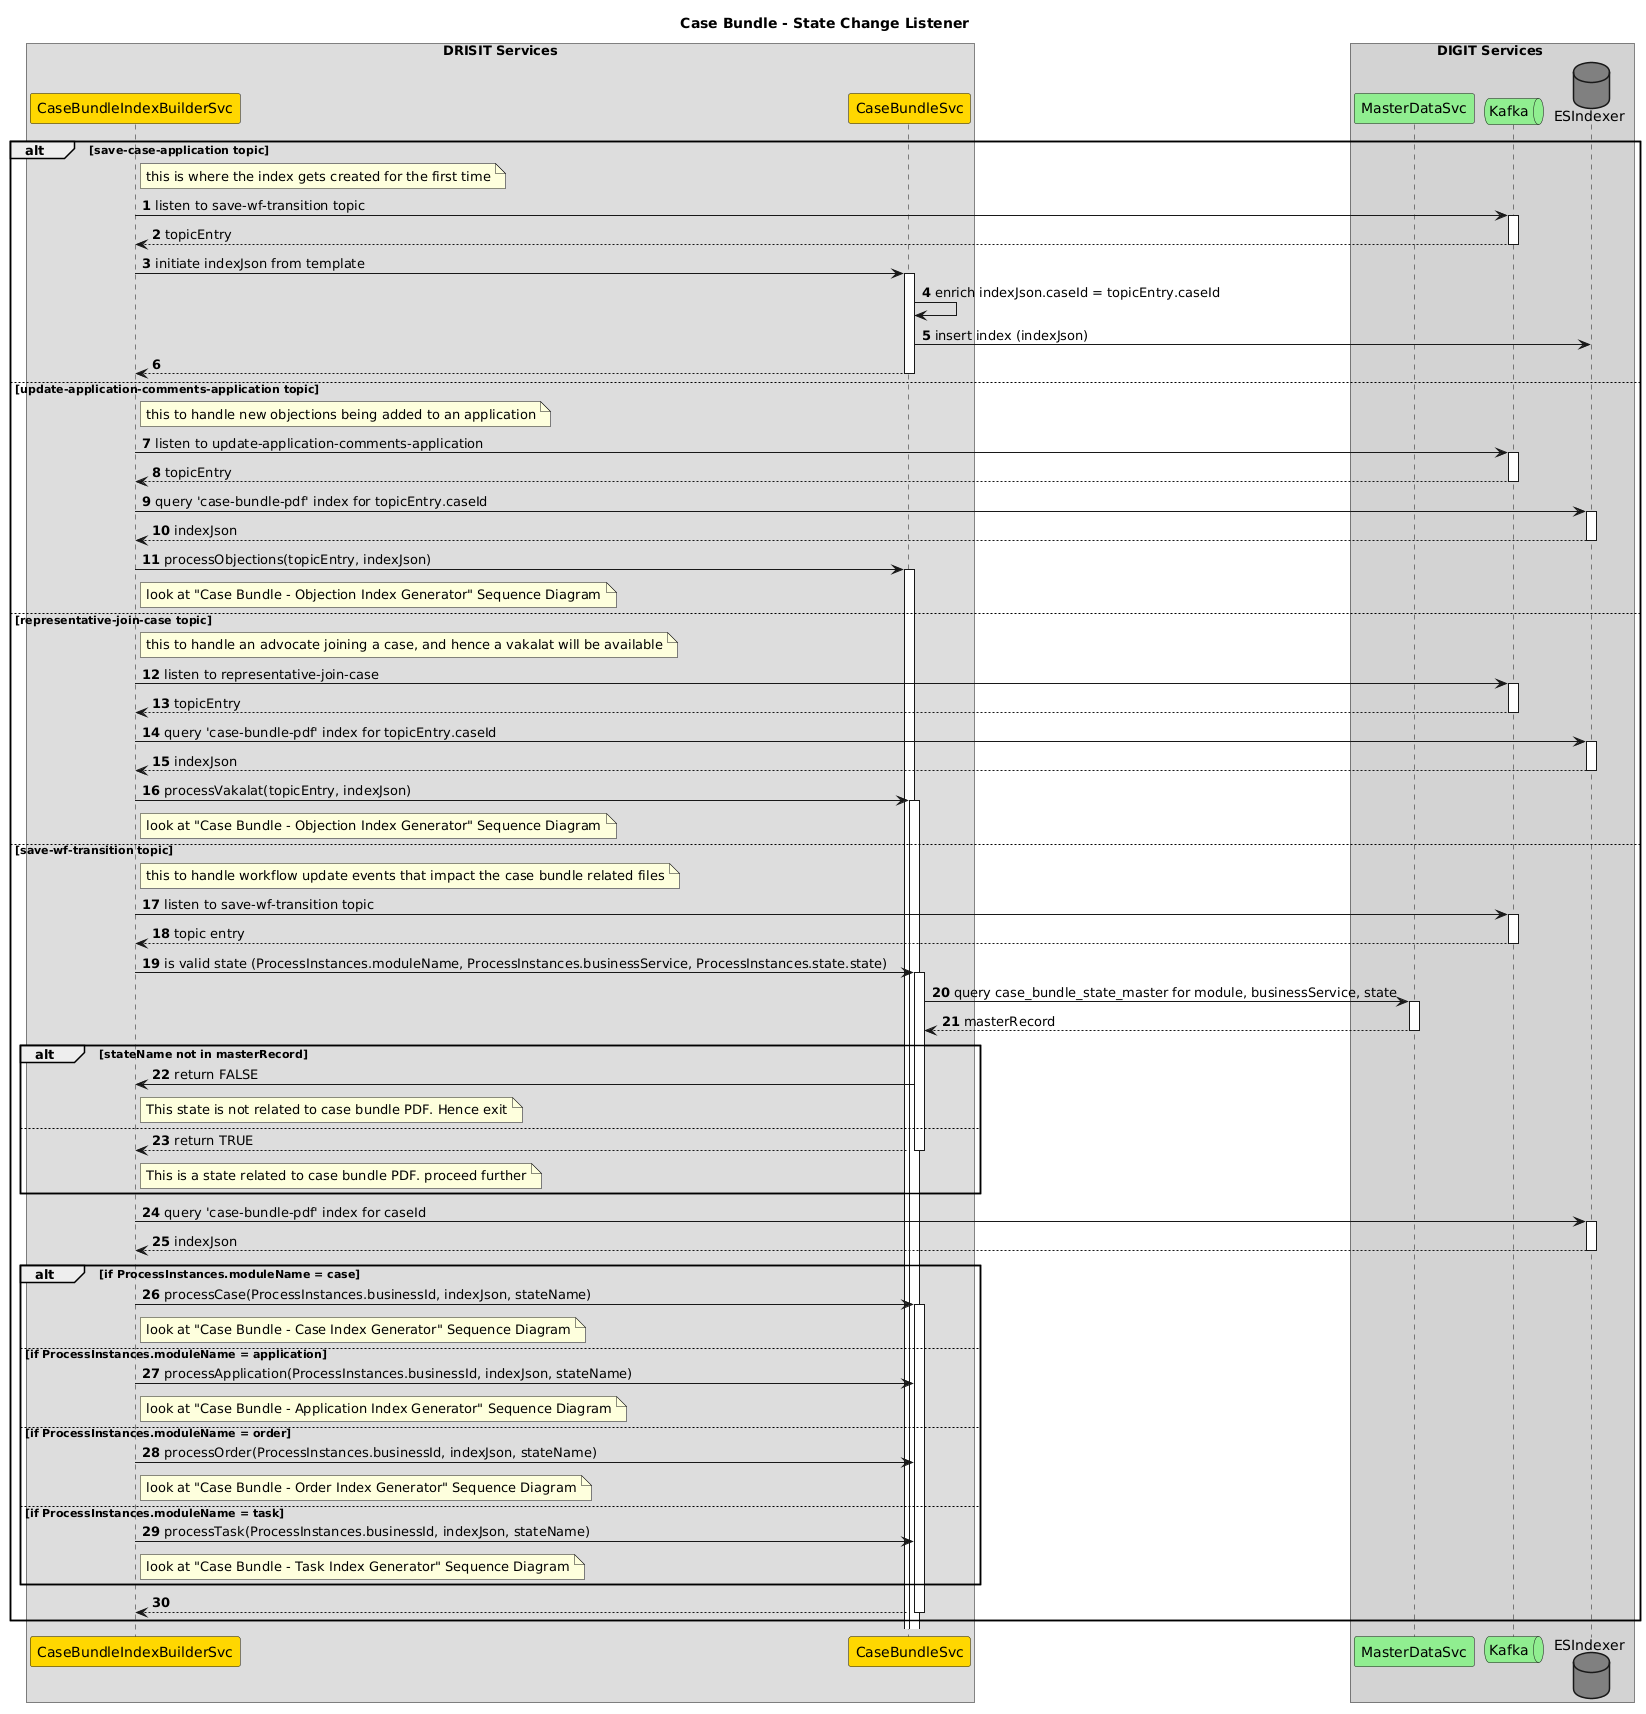 Case Bundle - State Change Listener
DRISIT Services
DIGIT Services
CaseBundleIndexBuilderSvc
CaseBundleSvc
MasterDataSvc
Kafka
ESIndexer
alt [save-case-application topic]
this is where the index gets created for the first time
1 listen to save-wf-transition topic
2 topicEntry
3 initiate indexJson from template
4 enrich indexJson.caseId = topicEntry.caseId
5 insert index (indexJson)
6
[update-application-comments-application topic]
this to handle new objections being added to an application
7 listen to update-application-comments-application
8 topicEntry
9 query 'case-bundle-pdf' index for topicEntry.caseId
10 indexJson
11 processObjections(topicEntry, indexJson)
look at "Case Bundle - Objection Index Generator" Sequence Diagram
[representative-join-case topic]
this to handle an advocate joining a case, and hence a vakalat will be available
12 listen to representative-join-case
13 topicEntry
14 query 'case-bundle-pdf' index for topicEntry.caseId
15 indexJson
16 processVakalat(topicEntry, indexJson)
look at "Case Bundle - Objection Index Generator" Sequence Diagram
[save-wf-transition topic]
this to handle workflow update events that impact the case bundle related files
17 listen to save-wf-transition topic
18 topic entry
19 is valid state (ProcessInstances.moduleName, ProcessInstances.businessService, ProcessInstances.state.state)
20 query case_bundle_state_master for module, businessService, state
21 masterRecord
alt [stateName not in masterRecord]
22 return FALSE
This state is not related to case bundle PDF. Hence exit
23 return TRUE
This is a state related to case bundle PDF. proceed further
24 query 'case-bundle-pdf' index for caseId
25 indexJson
alt [if ProcessInstances.moduleName = case]
26 processCase(ProcessInstances.businessId, indexJson, stateName)
look at "Case Bundle - Case Index Generator" Sequence Diagram
[if ProcessInstances.moduleName = application]
27 processApplication(ProcessInstances.businessId, indexJson, stateName)
look at "Case Bundle - Application Index Generator" Sequence Diagram
[if ProcessInstances.moduleName = order]
28 processOrder(ProcessInstances.businessId, indexJson, stateName)
look at "Case Bundle - Order Index Generator" Sequence Diagram
[if ProcessInstances.moduleName = task]
29 processTask(ProcessInstances.businessId, indexJson, stateName)
look at "Case Bundle - Task Index Generator" Sequence Diagram
30
CaseBundleIndexBuilderSvc
CaseBundleSvc
MasterDataSvc
Kafka
ESIndexer